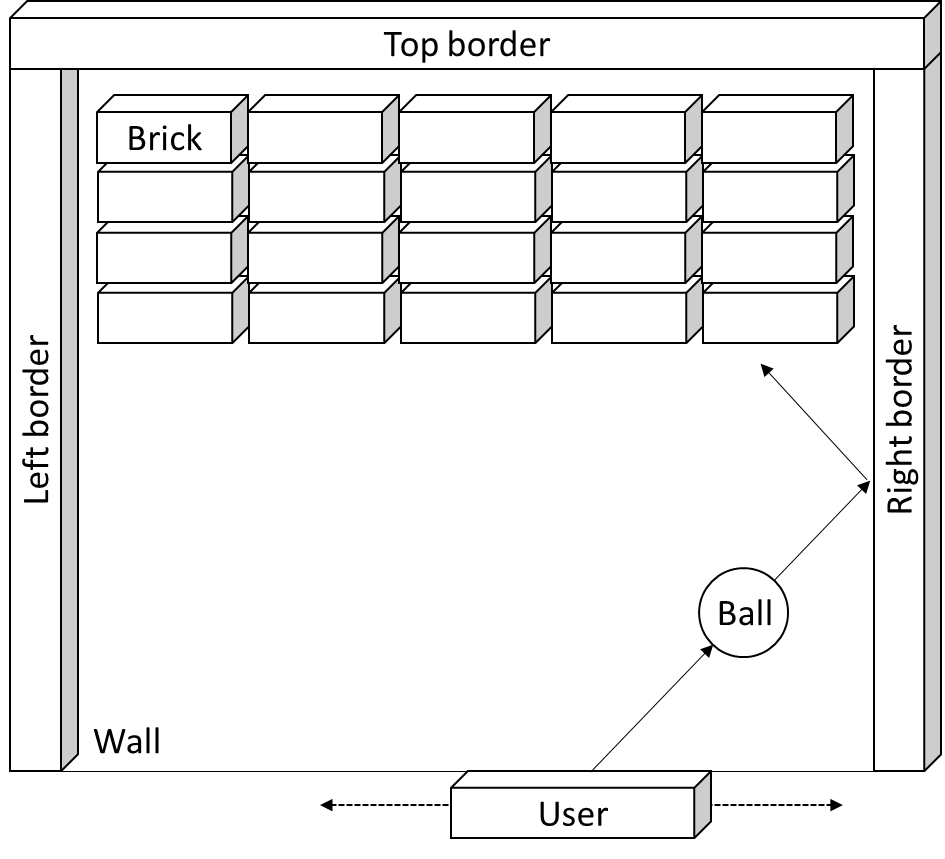 Top border
Brick
Left border
Right border
Ball
Wall
User